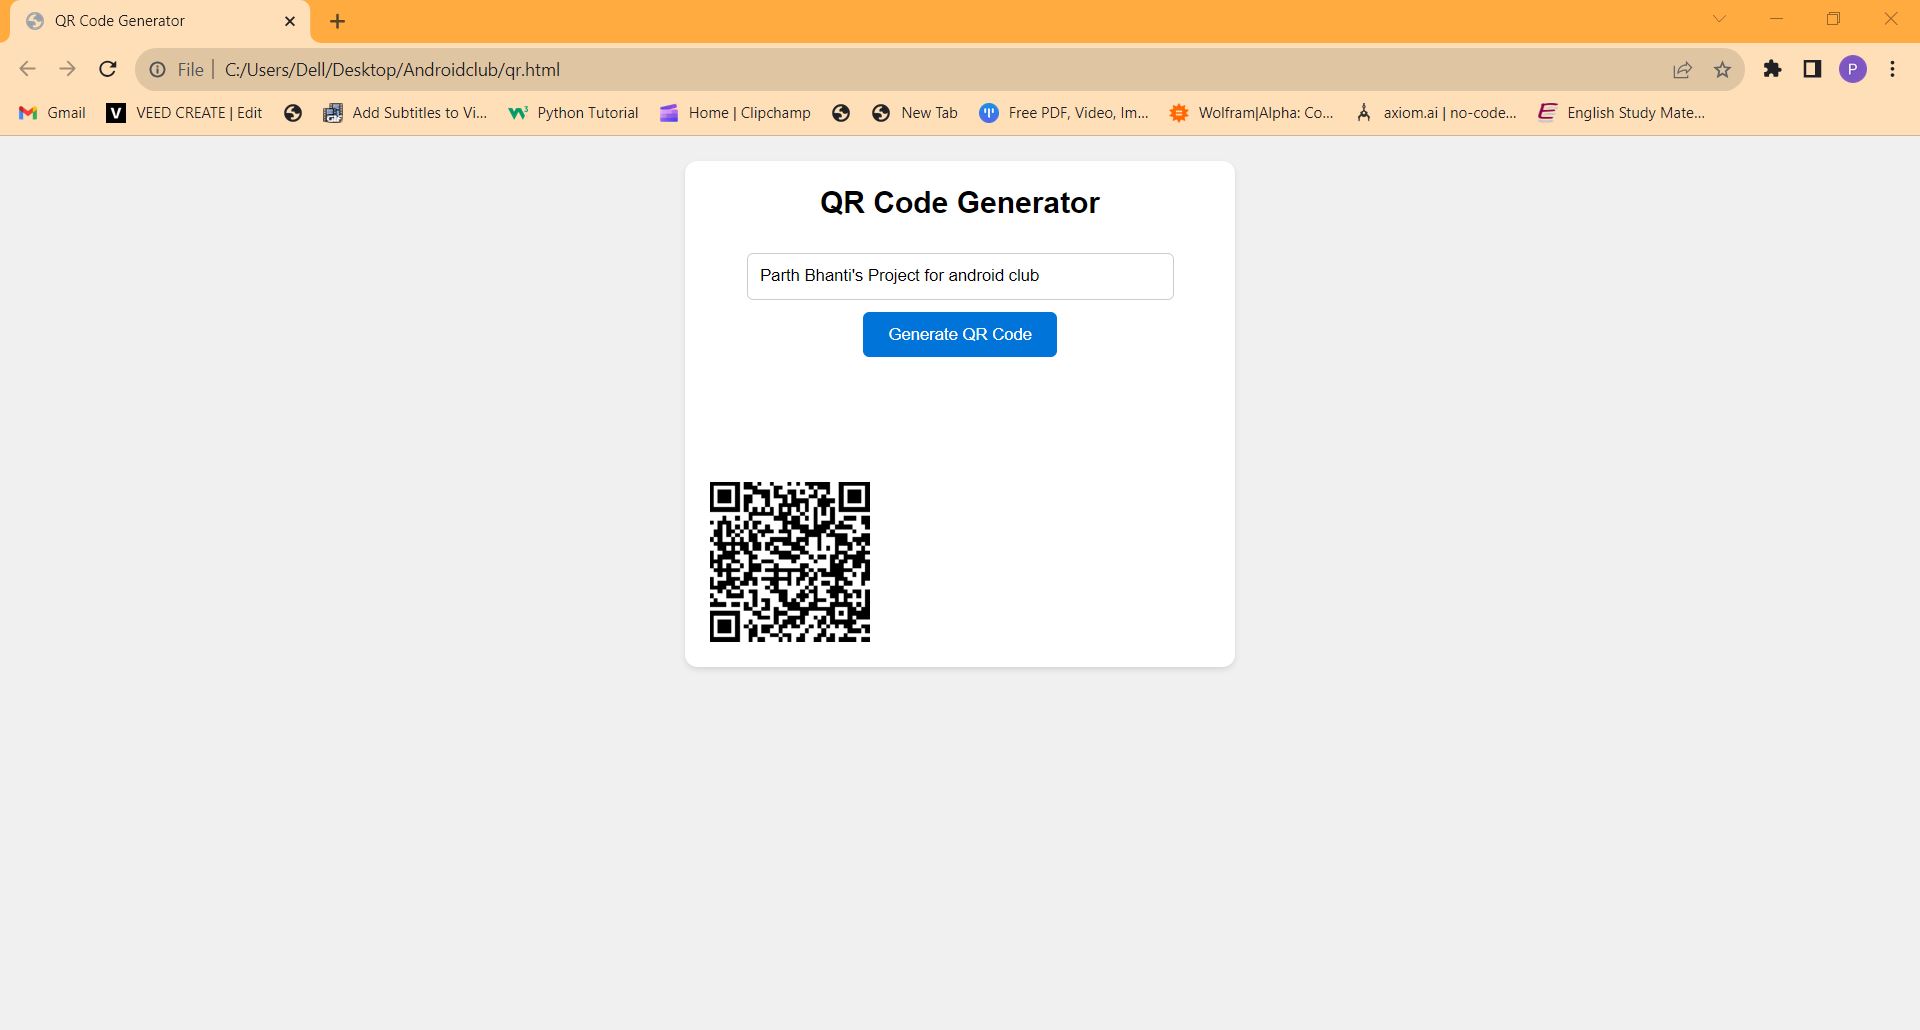 QR Code Generator
File | C:/Users/Dell/Desktop/Androidclub/qr.html
P
Gmail
V VEED CREATE | Edit
Add Subtitles to Vi...
W3 Python Tutorial
Home | Clipchamp
New Tab
Free PDF, Video, Im...
Wolfram|Alpha: Co...
axiom.ai | no-code...
E English Study Mate...
QR Code Generator
Parth Bhanti's Project for android club
Generate QR Code